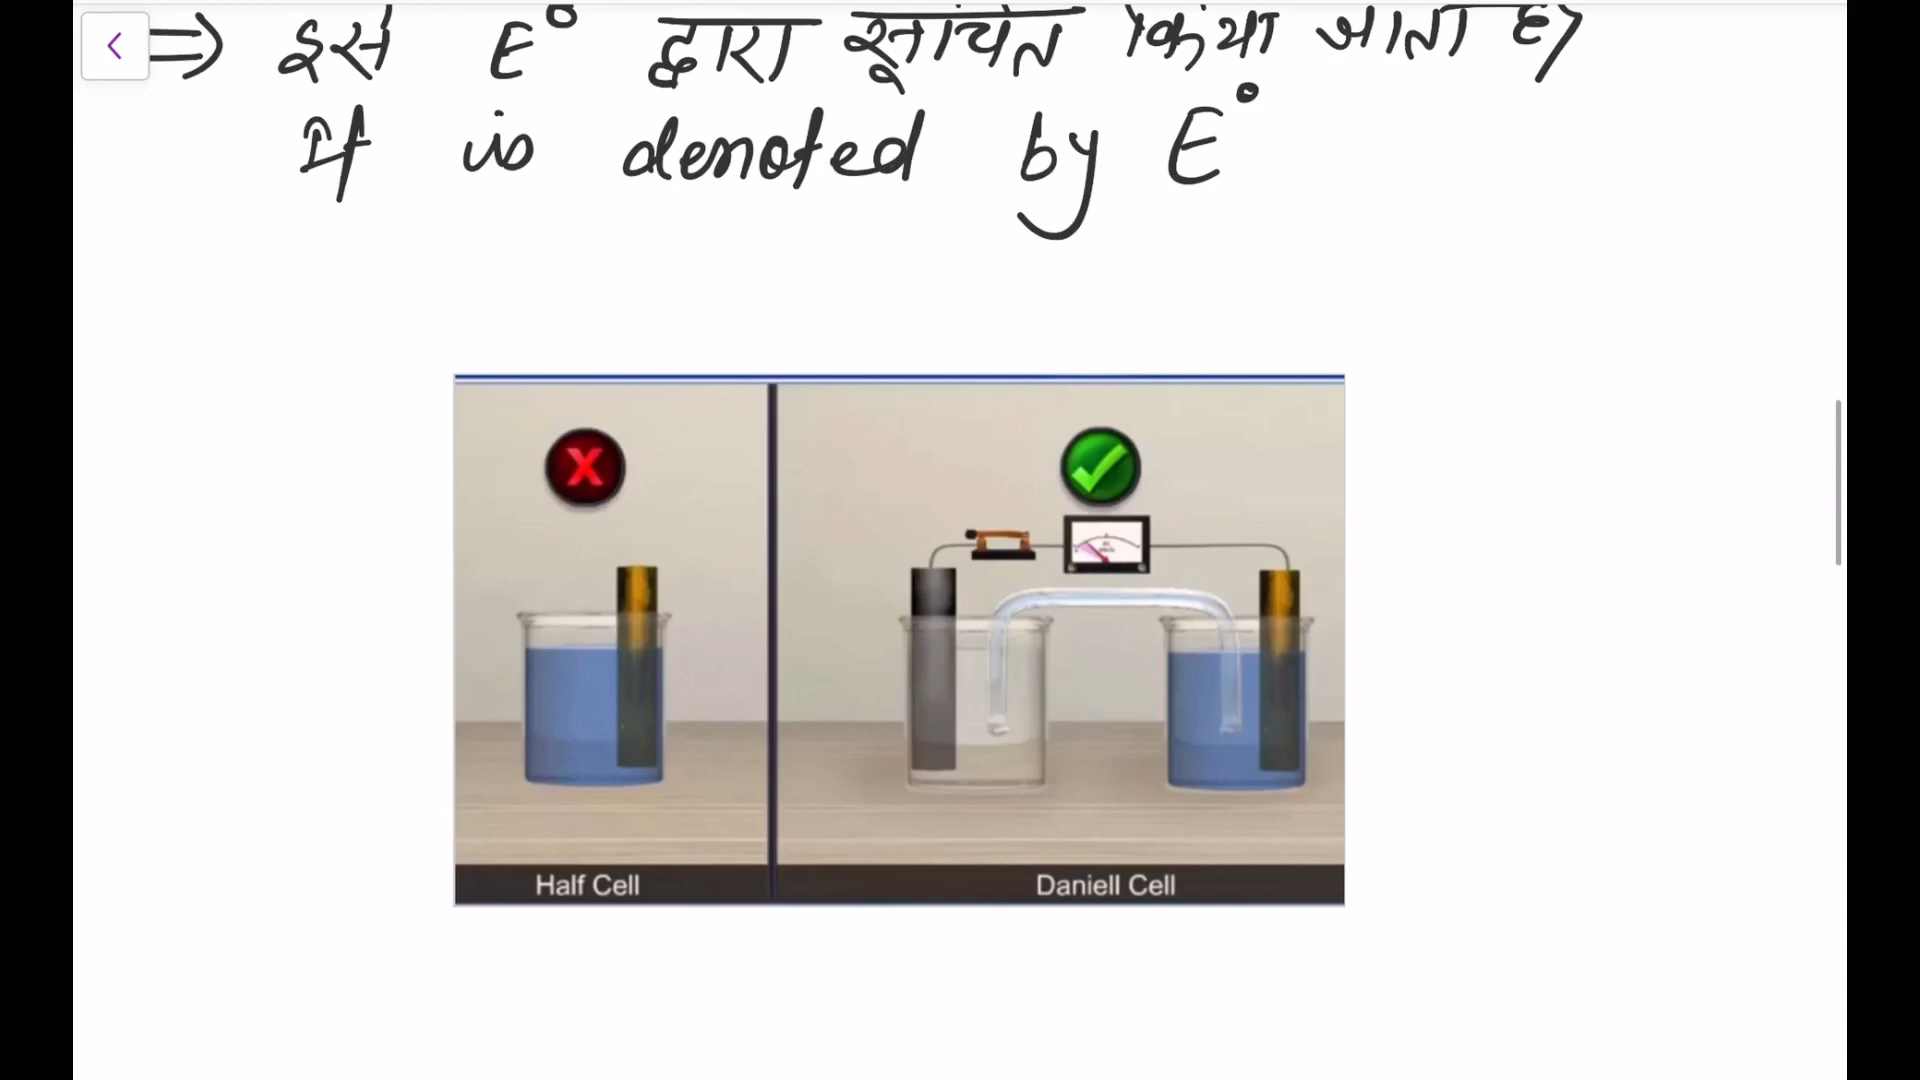 ⇒ इसे E° द्वारा सूचित किया जाता है
It is denoted by E°
X
Half Cell
Daniell Cell